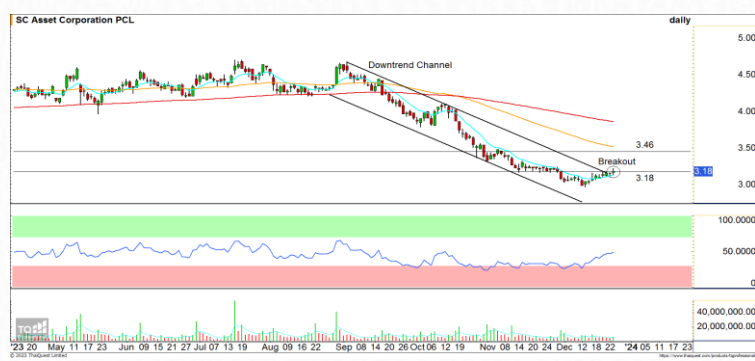 SC Asset Corporation PCL daily
5.00
Downtrend Channel
4.50
4.00
3.46
3.50
Breakout
3.18
3.18
3.00
100.0000
50.0000
0
40,000,000.00
20,000,000.00
'23 20 May 11 17 23 Jun 09 15 21 Jul 07 13 21 Aug 09 16 22 Sep 08 14 20 26 Oct 06 12 19 Nov 08 14 20 24 Dec 12 18 22 '24 05 11 17 23
© 2023 ThaiQuest Limited